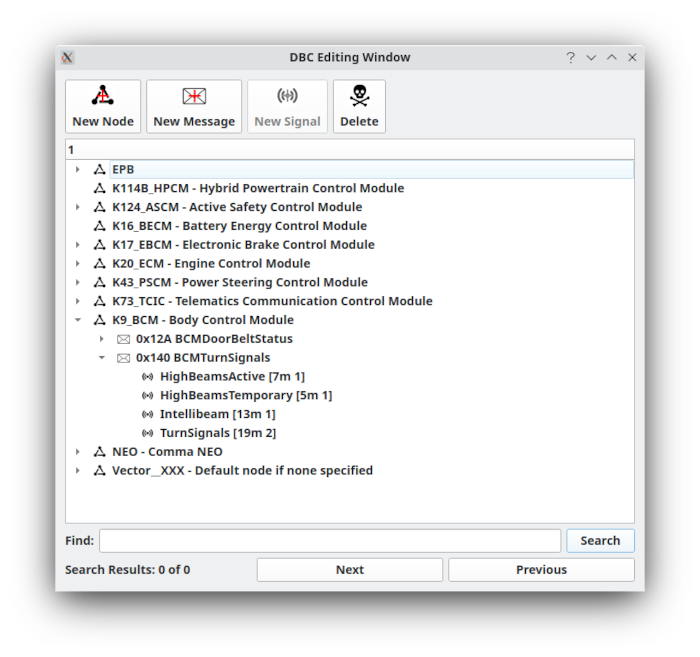 DBC Editing Window
New Node New Message New Signal Delete
1
EPB
K114B_HPCM - Hybrid Powertrain Control Module
K124_ASCM - Active Safety Control Module
K16_BECM - Battery Energy Control Module
K17_EBCM - Electronic Brake Control Module
K20_ECM - Engine Control Module
K43_PSCM - Power Steering Control Module
K73_TCIC - Telematics Communication Control Module
K9_BCM - Body Control Module
0x12A BCMDoorBeltStatus
0x140 BCMTurnSignals
HighBeamsActive [7m 1]
HighBeamsTemporary [5m 1]
Intellibeam [13m 1]
TurnSignals [19m 2]
NEO - Comma NEO
Vector__XXX - Default node if none specified
Find: Search
Search Results: 0 of 0 Next Previous